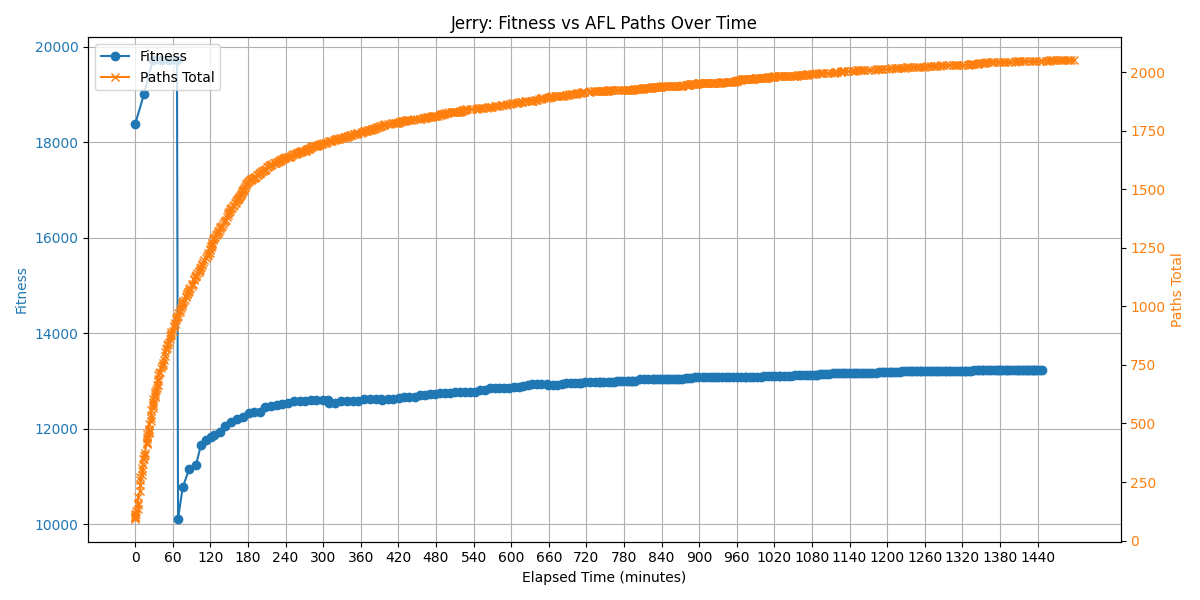 Jerry: Fitness vs AFL Paths Over Time
Fitness
Paths Total
20000
18000
16000
14000
12000
10000
Fitness
2000
1750
1500
1250
1000
750
500
250
0
Paths Total
0 60 120 180 240 300 360 420 480 540 600 660 720 780 840 900 960 1020 1080 1140 1200 1260 1320 1380 1440
Elapsed Time (minutes)